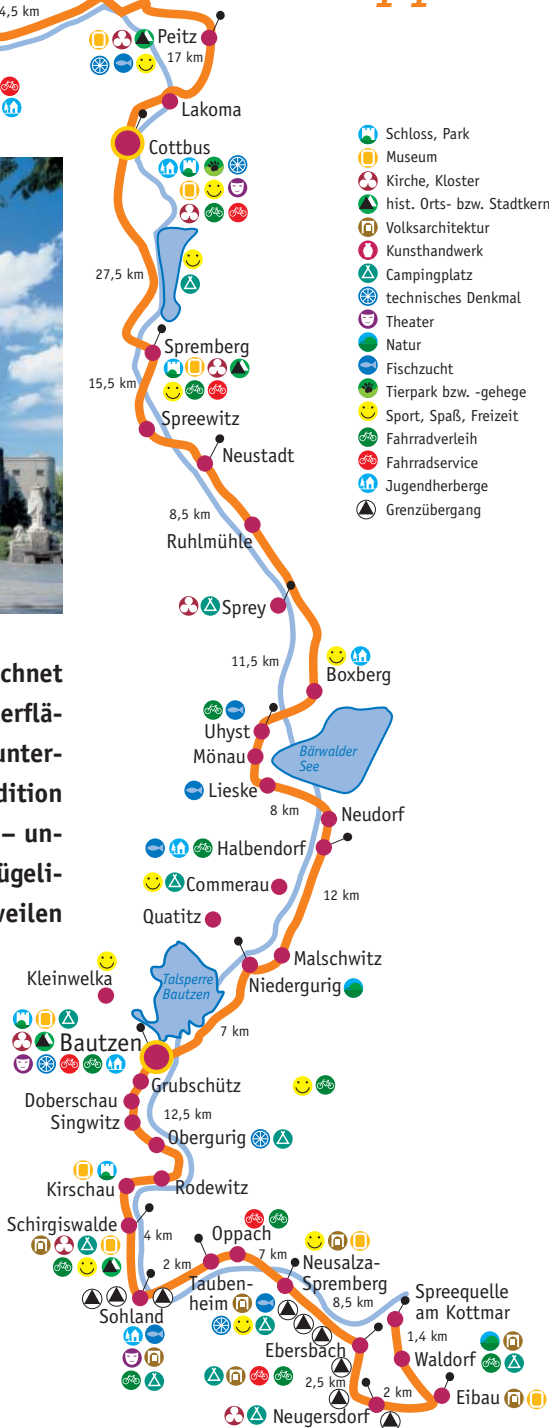 4,5 km
Peitz
17 km
Lakoma
Cottbus
27,5 km
Spremberg
15,5 km
Spreewitz
Neustadt
8,5 km
Ruhlmühle
Sprey
11,5 km
Boxberg
Uhyst
Mönau
Bärwalder
See
Lieske
8 km
Neudorf
Halbendorf
Commerau
12 km
Quatitz
Malschwitz
Kleinwelka
Talsperre
Bautzen
Niedergurig
7 km
Bautzen
Grubschütz
Doberschau
12,5 km
Singwitz
Obergurig
Kirschau
Rodewitz
Schirgiswalde
4 km
2 km
Oppach
7 km
Neusalza-
Spremberg
Tauben-
heim
8,5 km
Sohland
Spreequelle
am Kottmar
1,4 km
Ebersbach
Waldorf
2,5 km
2 km
Eibau
Neugersdorf
Schloss, Park
Museum
Kirche, Kloster
hist. Orts- bzw. Stadtkern
Volksarchitektur
Kunsthandwerk
Campingplatz
technisches Denkmal
Theater
Natur
Fischzucht
Tierpark bzw. -gehege
Sport, Spaß, Freizeit
Fahrradverleih
Fahrradservice
Jugendherberge
Grenzübergang
chnet
erflä-
unter-
dition
– un-
ügeli-
weilen